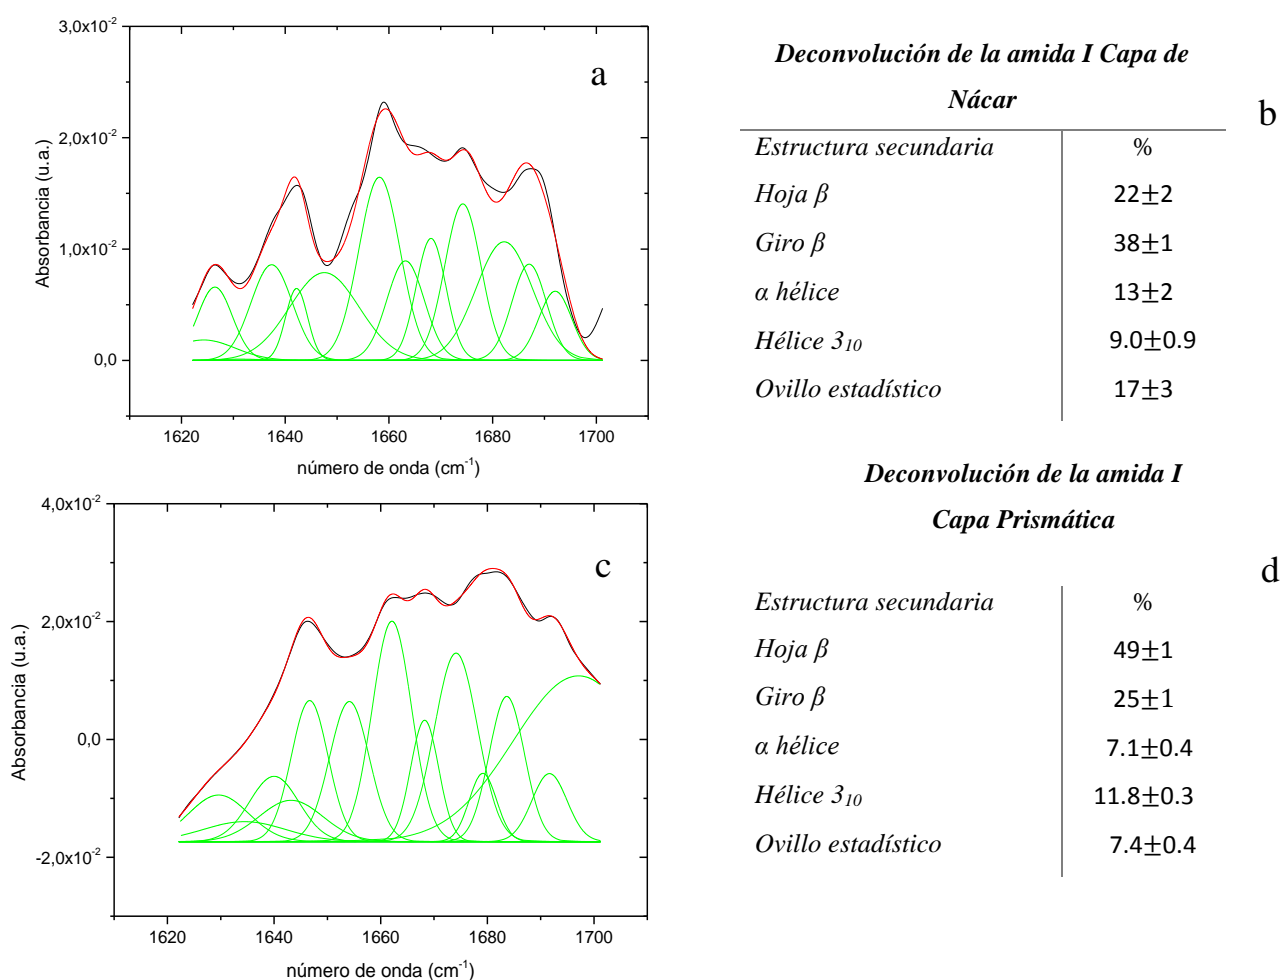 3,0x10-2
2,0x10-2
1,0x10-2
0,0
Absorbancia (u.a.)
a
1620 1640 1660 1680 1700
número de onda (cm-1)
Deconvolución de la amida I Capa de
Nácar
b
Estructura secundaria %
Hoja β 22±2
Giro β 38±1
α hélice 13±2
Hélice 310 9.0±0.9
Ovillo estadístico 17±3
4,0x10-2
2,0x10-2
0,0
-2,0x10-2
Absorbancia (u.a.)
c
1620 1640 1660 1680 1700
número de onda (cm-1)
Deconvolución de la amida I
Capa Prismática
d
Estructura secundaria %
Hoja β 49±1
Giro β 25±1
α hélice 7.1±0.4
Hélice 310 11.8±0.3
Ovillo estadístico 7.4±0.4